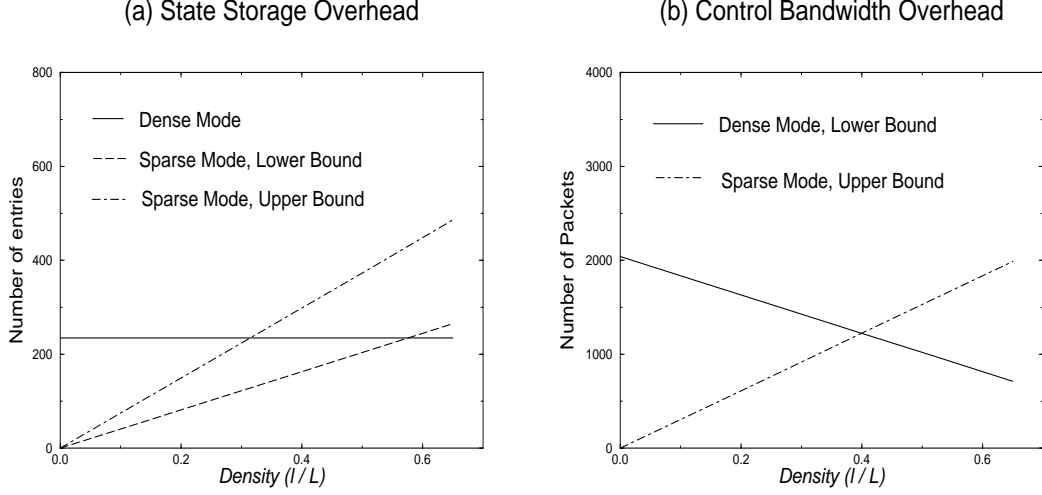 (a) State Storage Overhead
800
600
400
200
0
0.0
0.2
0.4
0.6
Number of entries
Density (l / L)
Dense Mode
Sparse Mode, Lower Bound
Sparse Mode, Upper Bound
(b) Control Bandwidth Overhead
4000
3000
2000
1000
0
0.0
0.2
0.4
0.6
Number of Packets
Density (l / L)
Dense Mode, Lower Bound
Sparse Mode, Upper Bound